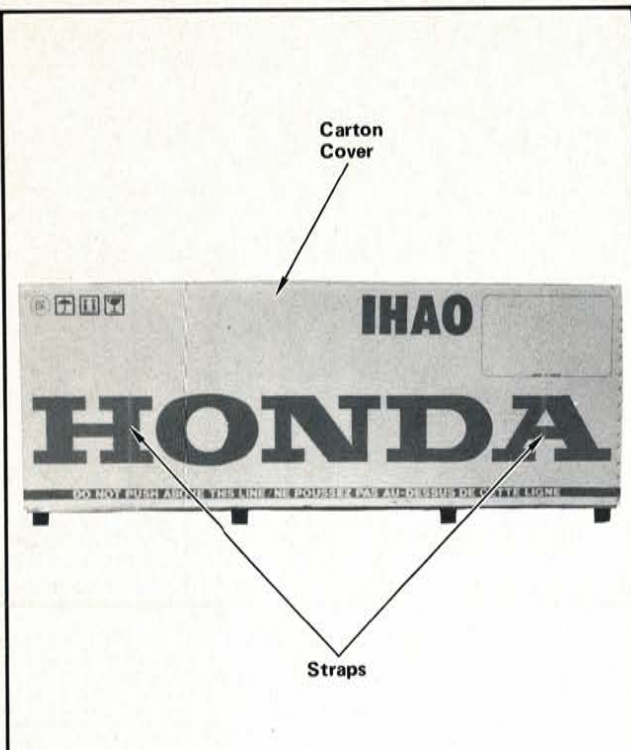 Carton
Cover
IHAO
HONDA
DO NOT PUSH ABOVE THIS LINE/NE POUSSEZ PAS AU-DESSUS DE CETTE LIGNE
Straps